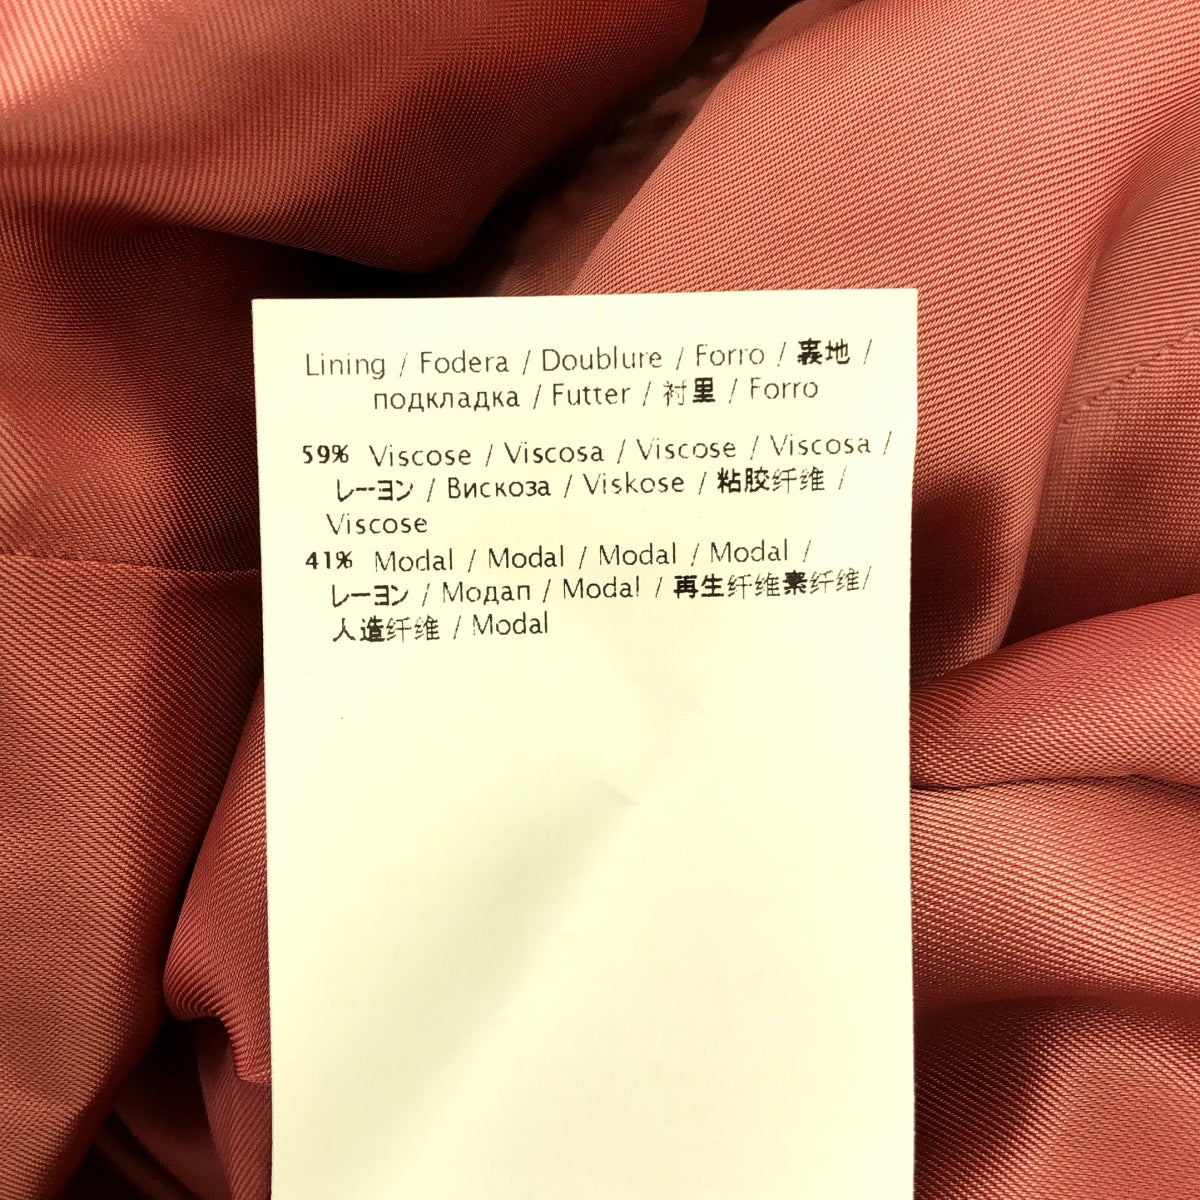 Lining / Fodera / Doublure / Forro / 裏地 /
подкладка / Futter / 衬里 / Forro
59% Viscose / Viscosa / Viscose / Viscosa /
レーヨン / Вискоза / Viskose / 粘胶纤维 /
Viscose
41% Modal / Modal / Modal / Modal /
レーヨン / Модал / Modal / 再生纤维素纤维/
人造纤维 / Modal